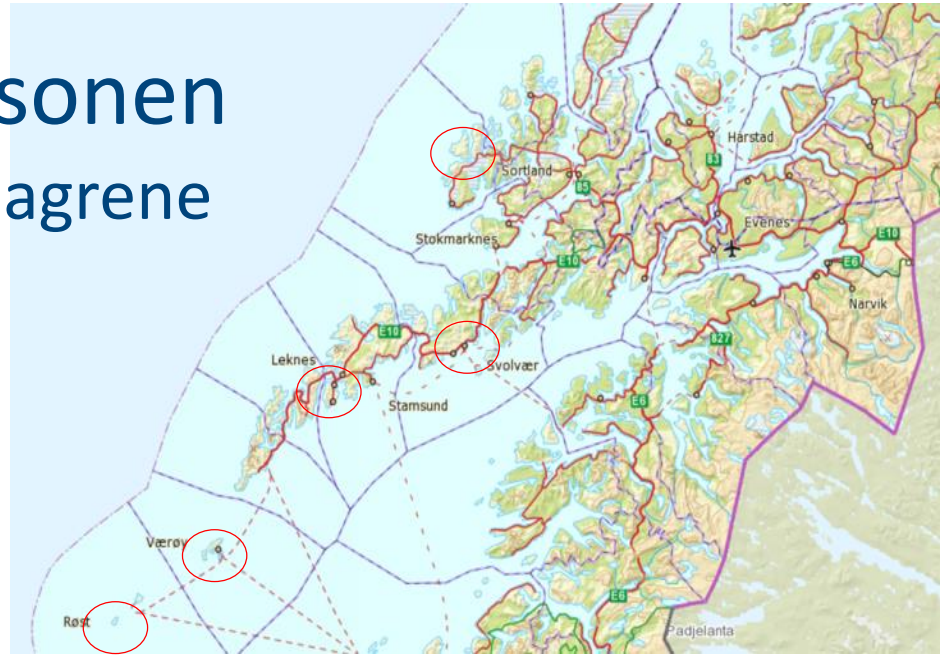 sonen
agrene
Harstad
83
Sortland
85
Evenes
Stokmarknes
E10
E10
E6
Narvik
E10
827
Leknes
Svolvær
Stamsund
E6
Værøy
E6
Røst
Padjelanta